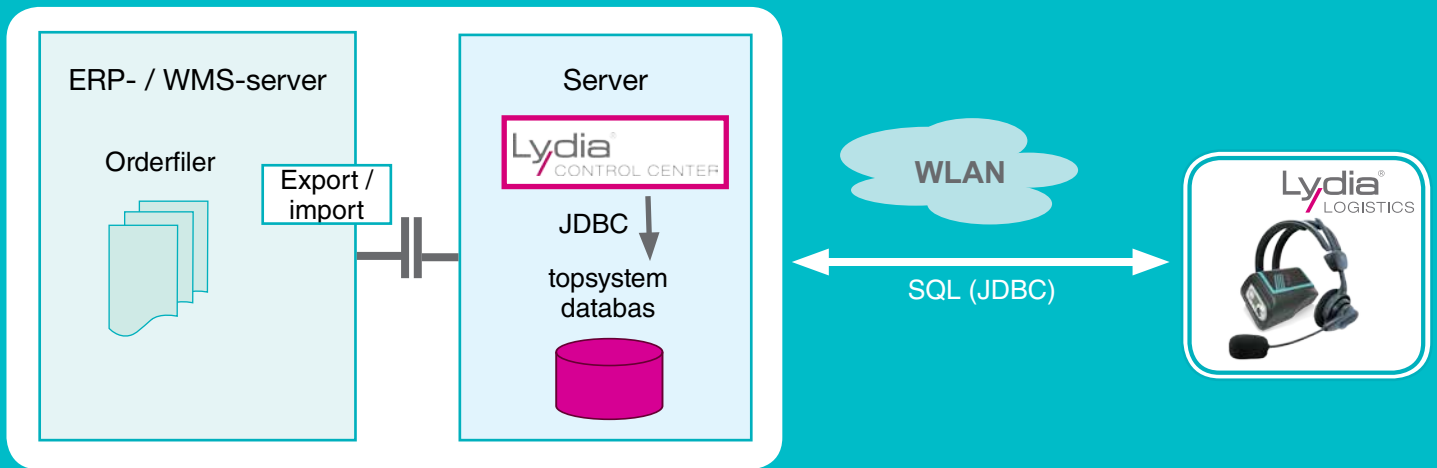 ERP- / WMS-server
Orderfiler
Export /
import
Server
Lydia®
CONTROL CENTER
JDBC
topsystem
databas
WLAN
SQL (JDBC)
Lydia®
LOGISTICS